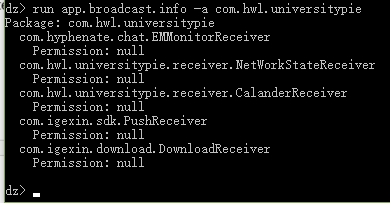 dz> run app.broadcast.info -a com.hwl.universitypie
Package: com.hwl.universitypie
  com.hyphenate.chat.EMMonitorReceiver
    Permission: null
  com.hwl.universitypie.receiver.NetWorkStateReceiver
    Permission: null
  com.hwl.universitypie.receiver.CalanderReceiver
    Permission: null
  com.igexin.sdk.PushReceiver
    Permission: null
  com.igexin.download.DownloadReceiver
    Permission: null
dz>